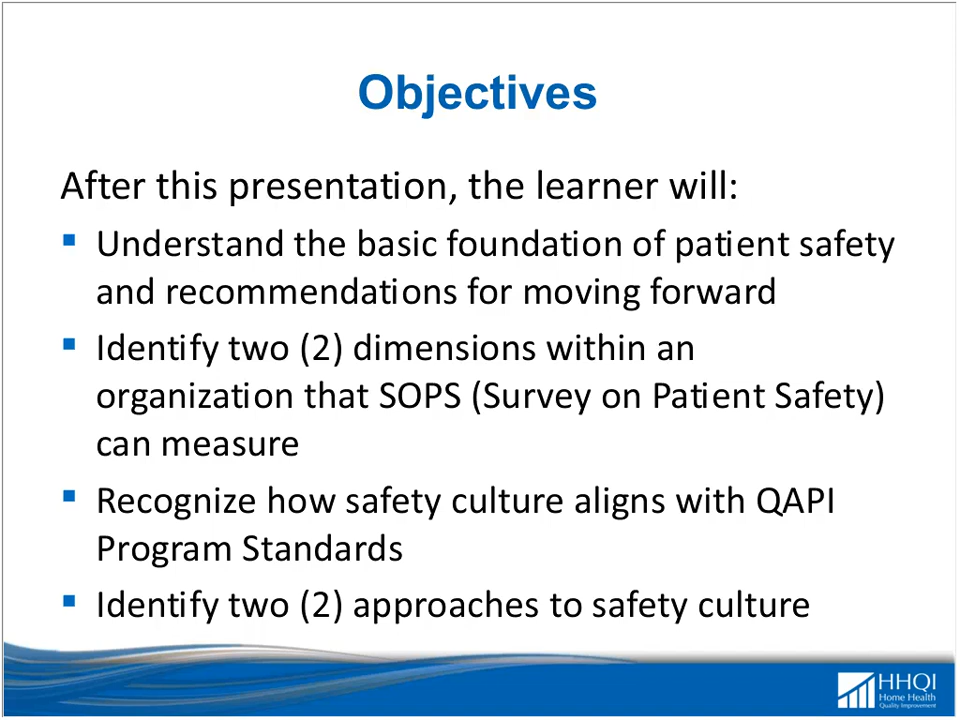 Objectives
After this presentation, the learner will:
▪ Understand the basic foundation of patient safety
and recommendations for moving forward
▪ Identify two (2) dimensions within an
organization that SOPS (Survey on Patient Safety)
can measure
▪ Recognize how safety culture aligns with QAPI
Program Standards
▪ Identify two (2) approaches to safety culture
HHQI
Home Health
Quality Improvement